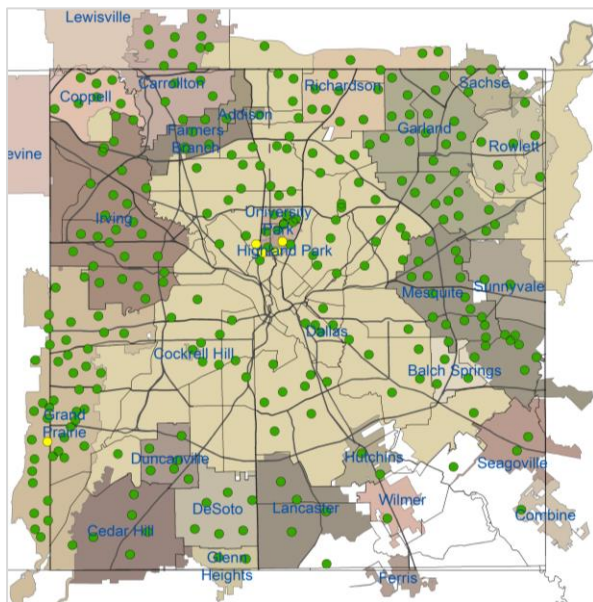 Lewisville
Coppell
Carrollton
Addison
Richardson
Sachse
Farmers
Branch
Garland
Rowlett
evine
Irving
University
Park
Highland Park
Mesquite
Sunnyvale
Dallas
Cockrell Hill
Balch Springs
Grand
Prairie
Duncanville
Hutchins
Seagoville
DeSoto
Lancaster
Wilmer
Combine
Cedar Hill
Glenn
Heights
Ferris